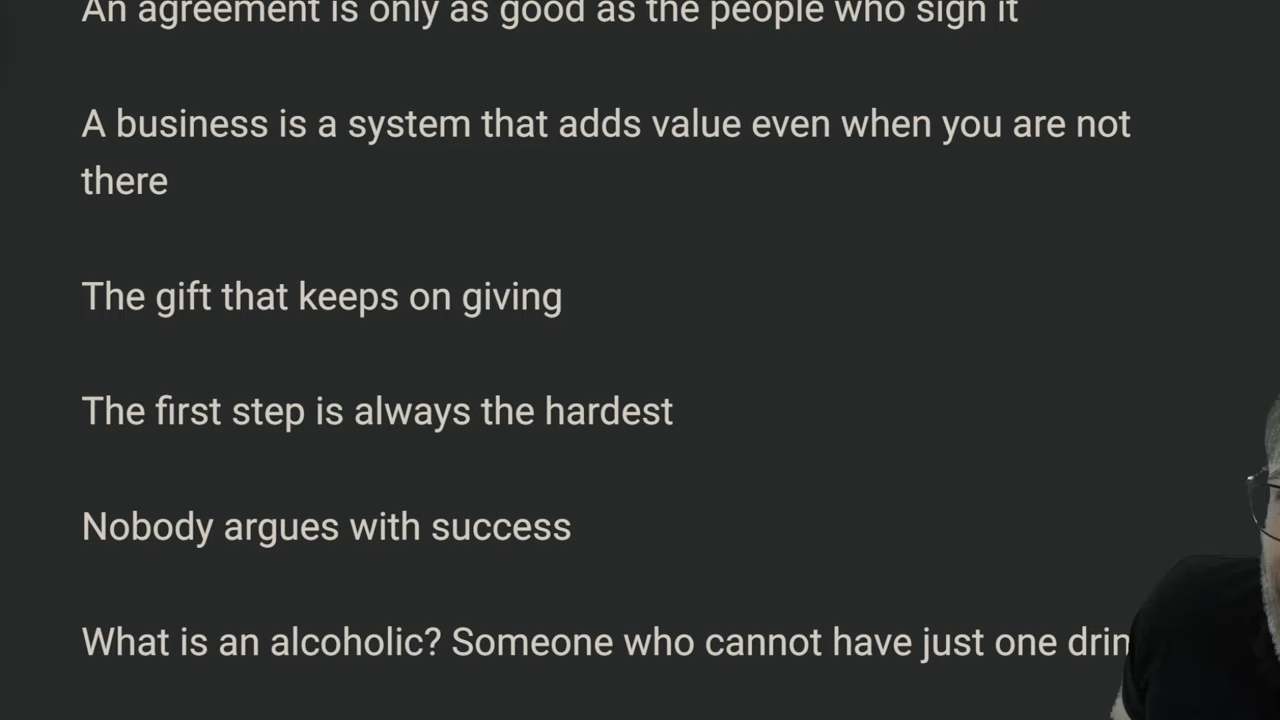 An agreement is only as good as the people who sign it
A business is a system that adds value even when you are not
there
The gift that keeps on giving
The first step is always the hardest
Nobody argues with success
What is an alcoholic? Someone who cannot have just one